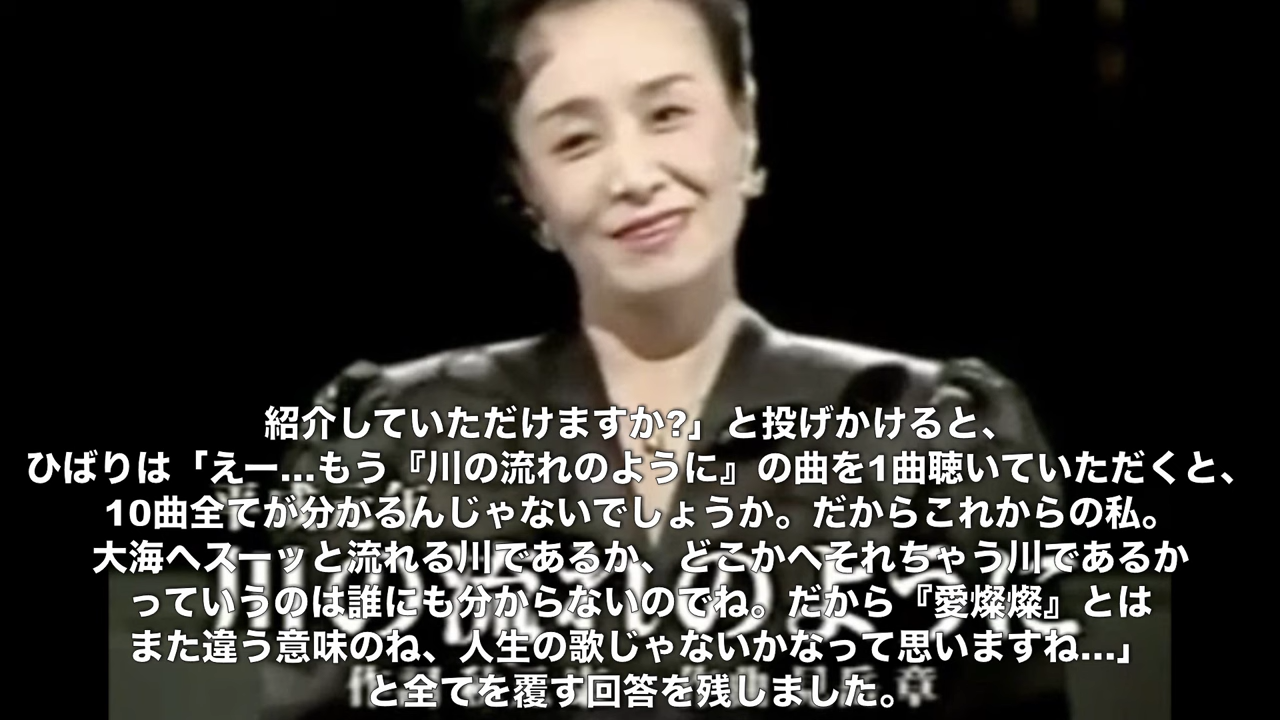 紹介していただけますか?」と投げかけると、
ひばりは「えー...もう『川の流れのように』の曲を1曲聴いていただくと、
10曲全てが分かるんじゃないでしょうか。だからこれからの私。
大海へスーッと流れる川であるか、どこかへそれちゃう川であるか
っていうのは誰にも分からないのでね。だから『愛燦燦』とは
また違う意味のね、人生の歌じゃないかなって思いますね...」
と全てを覆す回答を残しました。
川の流れのように